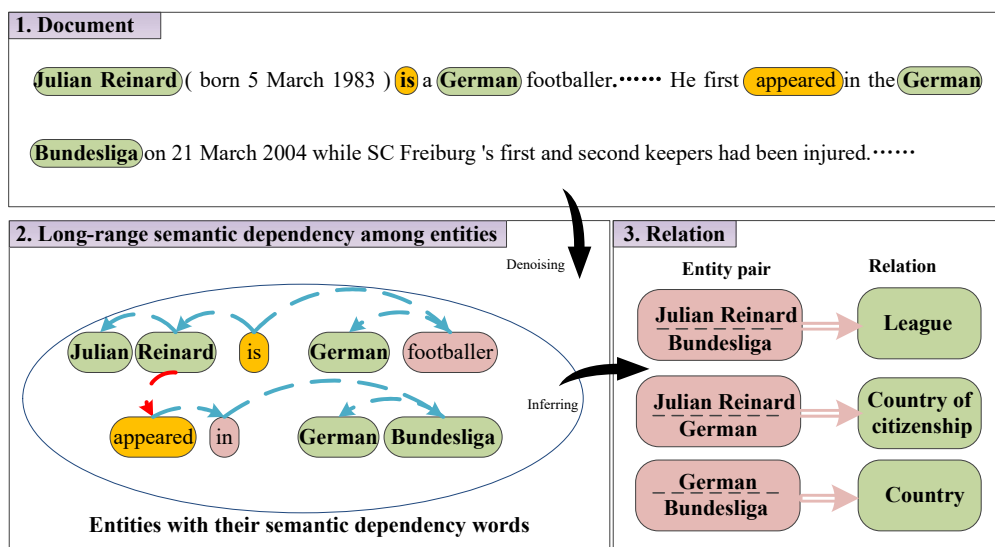 1. Document
Julian Reinard ( born 5 March 1983 ) is a German footballer.…… He first appeared in the German
Bundesliga on 21 March 2004 while SC Freiburg 's first and second keepers had been injured.……
2. Long-range semantic dependency among entities
Denoising
Julian Reinard is German footballer
appeared in German Bundesliga
Inferring
Entities with their semantic dependency words
3. Relation
Entity pair Relation
Julian Reinard
Bundesliga
League
Julian Reinard
German
Country of
citizenship
German
Bundesliga
Country